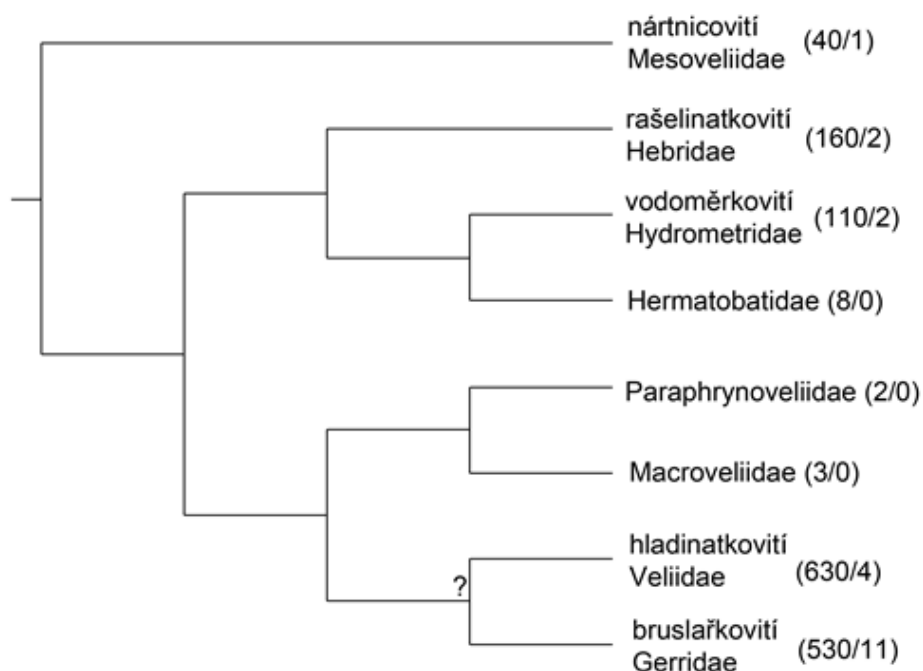 nártnicovití
Mesoveliidae (40/1)
rašelinatkovití
Hebridae (160/2)
vodoměrkovití
Hydrometridae (110/2)
Hermatobatidae (8/0)
Paraphrynoveliidae (2/0)
Macroveliidae (3/0)
?
hladinatkovití
Veliidae (630/4)
bruslařkovití
Gerridae (530/11)